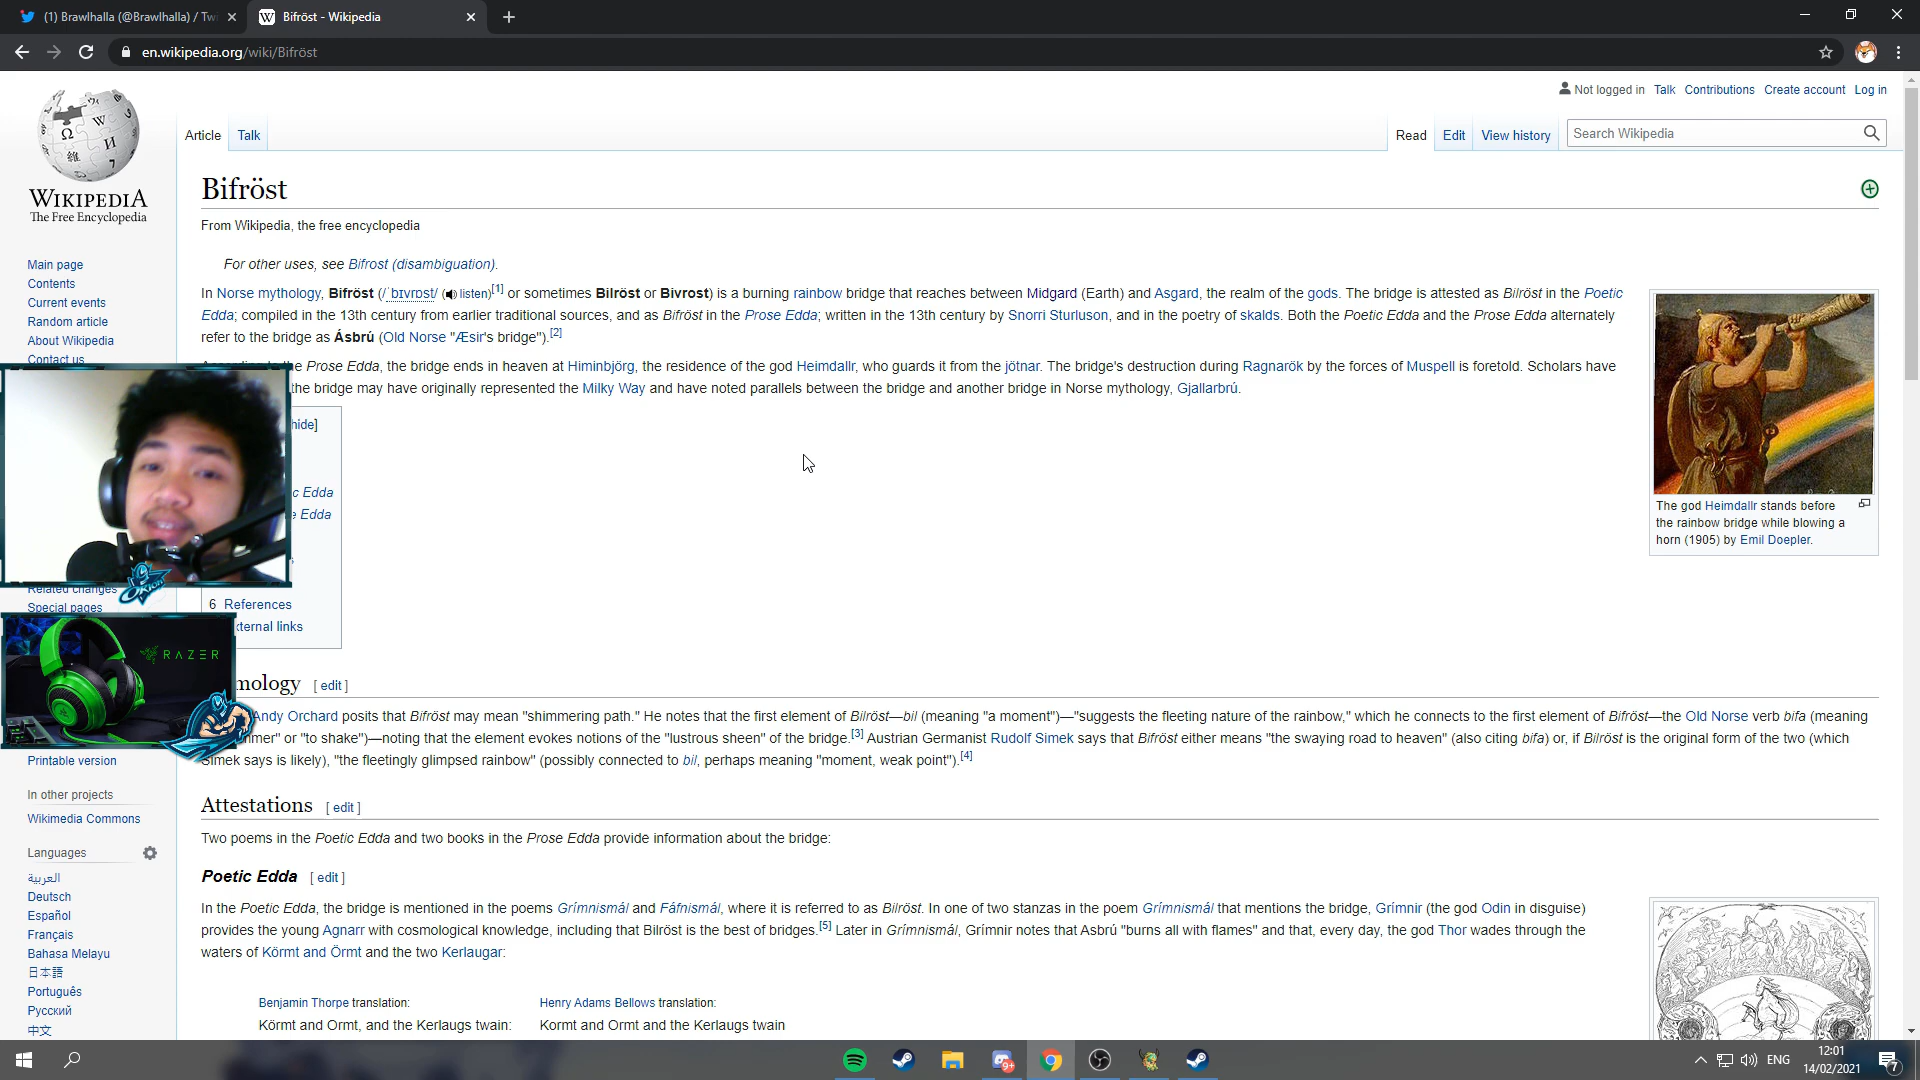 (1) Brawlhalla (@Brawlhalla) / Tw
Bifröst - Wikipedia
en.wikipedia.org/wiki/Bifröst
Not logged in Talk Contributions Create account Log in
Article Talk
Read Edit View history Search Wikipedia
WIKIPEDIA
The Free Encyclopedia
Bifröst
From Wikipedia, the free encyclopedia
For other uses, see Bifrost (disambiguation).
In Norse mythology, Bifröst (/ˈbɪvrɒst/ (listen)[1] or sometimes Bilröst or Bivrost) is a burning rainbow bridge that reaches between Midgard (Earth) and Asgard, the realm of the gods. The bridge is attested as Bilröst in the Poetic
Edda; compiled in the 13th century from earlier traditional sources, and as Bifröst in the Prose Edda; written in the 13th century by Snorri Sturluson, and in the poetry of skalds. Both the Poetic Edda and the Prose Edda alternately
refer to the bridge as Ásbrú (Old Norse "Æsir's bridge").[2]
Prose Edda, the bridge ends in heaven at Himinbjörg, the residence of the god Heimdallr, who guards it from the jötnar. The bridge's destruction during Ragnarök by the forces of Muspell is foretold. Scholars have
the bridge may have originally represented the Milky Way and have noted parallels between the bridge and another bridge in Norse mythology, Gjallarbrú.
The god Heimdallr stands before
the rainbow bridge while blowing a
horn (1905) by Emil Doepler.
Main page
Contents
Current events
Random article
About Wikipedia
Contact us
hide]
c Edda
e Edda
6 References
xternal links
Related changes
Special pages
ORION
RAZER
Printable version
In other projects
Wikimedia Commons
Languages
العربية
Deutsch
Español
Français
Bahasa Melayu
日本語
Português
Русский
中文
mology [ edit ]
Andy Orchard posits that Bifröst may mean "shimmering path." He notes that the first element of Bilröst—bil (meaning "a moment")—"suggests the fleeting nature of the rainbow," which he connects to the first element of Bifröst—the Old Norse verb bifa (meaning
mmer" or "to shake")—noting that the element evokes notions of the "lustrous sheen" of the bridge.[3] Austrian Germanist Rudolf Simek says that Bifröst either means "the swaying road to heaven" (also citing bifa) or, if Bilröst is the original form of the two (which
Simek says is likely), "the fleetingly glimpsed rainbow" (possibly connected to bil, perhaps meaning "moment, weak point").[4]
Attestations [ edit ]
Two poems in the Poetic Edda and two books in the Prose Edda provide information about the bridge:
Poetic Edda [ edit ]
In the Poetic Edda, the bridge is mentioned in the poems Grímnismál and Fáfnismál, where it is referred to as Bilröst. In one of two stanzas in the poem Grímnismál that mentions the bridge, Grímnir (the god Odin in disguise)
provides the young Agnarr with cosmological knowledge, including that Bilröst is the best of bridges.[5] Later in Grímnismál, Grímnir notes that Asbrú "burns all with flames" and that, every day, the god Thor wades through the
waters of Körmt and Örmt and the two Kerlaugar:
Benjamin Thorpe translation:
Körmt and Ormt, and the Kerlaugs twain:
Henry Adams Bellows translation:
Kormt and Ormt and the Kerlaugs twain
9+
ENG
12:01
14/02/2021
7